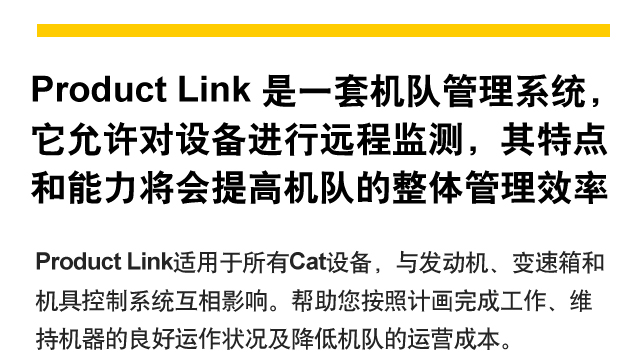 Product Link 是一套机队管理系统，
它允许对设备进行远程监测，其特点
和能力将会提高机队的整体管理效率
Product Link适用于所有Cat设备，与发动机、变速箱和
机具控制系统互相影响。帮助您按照计画完成工作、维
持机器的良好运作状况及降低机队的运营成本。